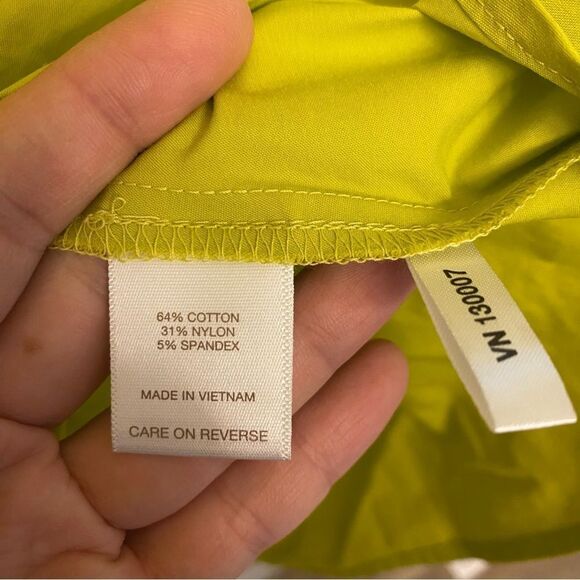 64% COTTON
31% NYLON
5% SPANDEX
MADE IN VIETNAM
CARE ON REVERSE
VN 130007